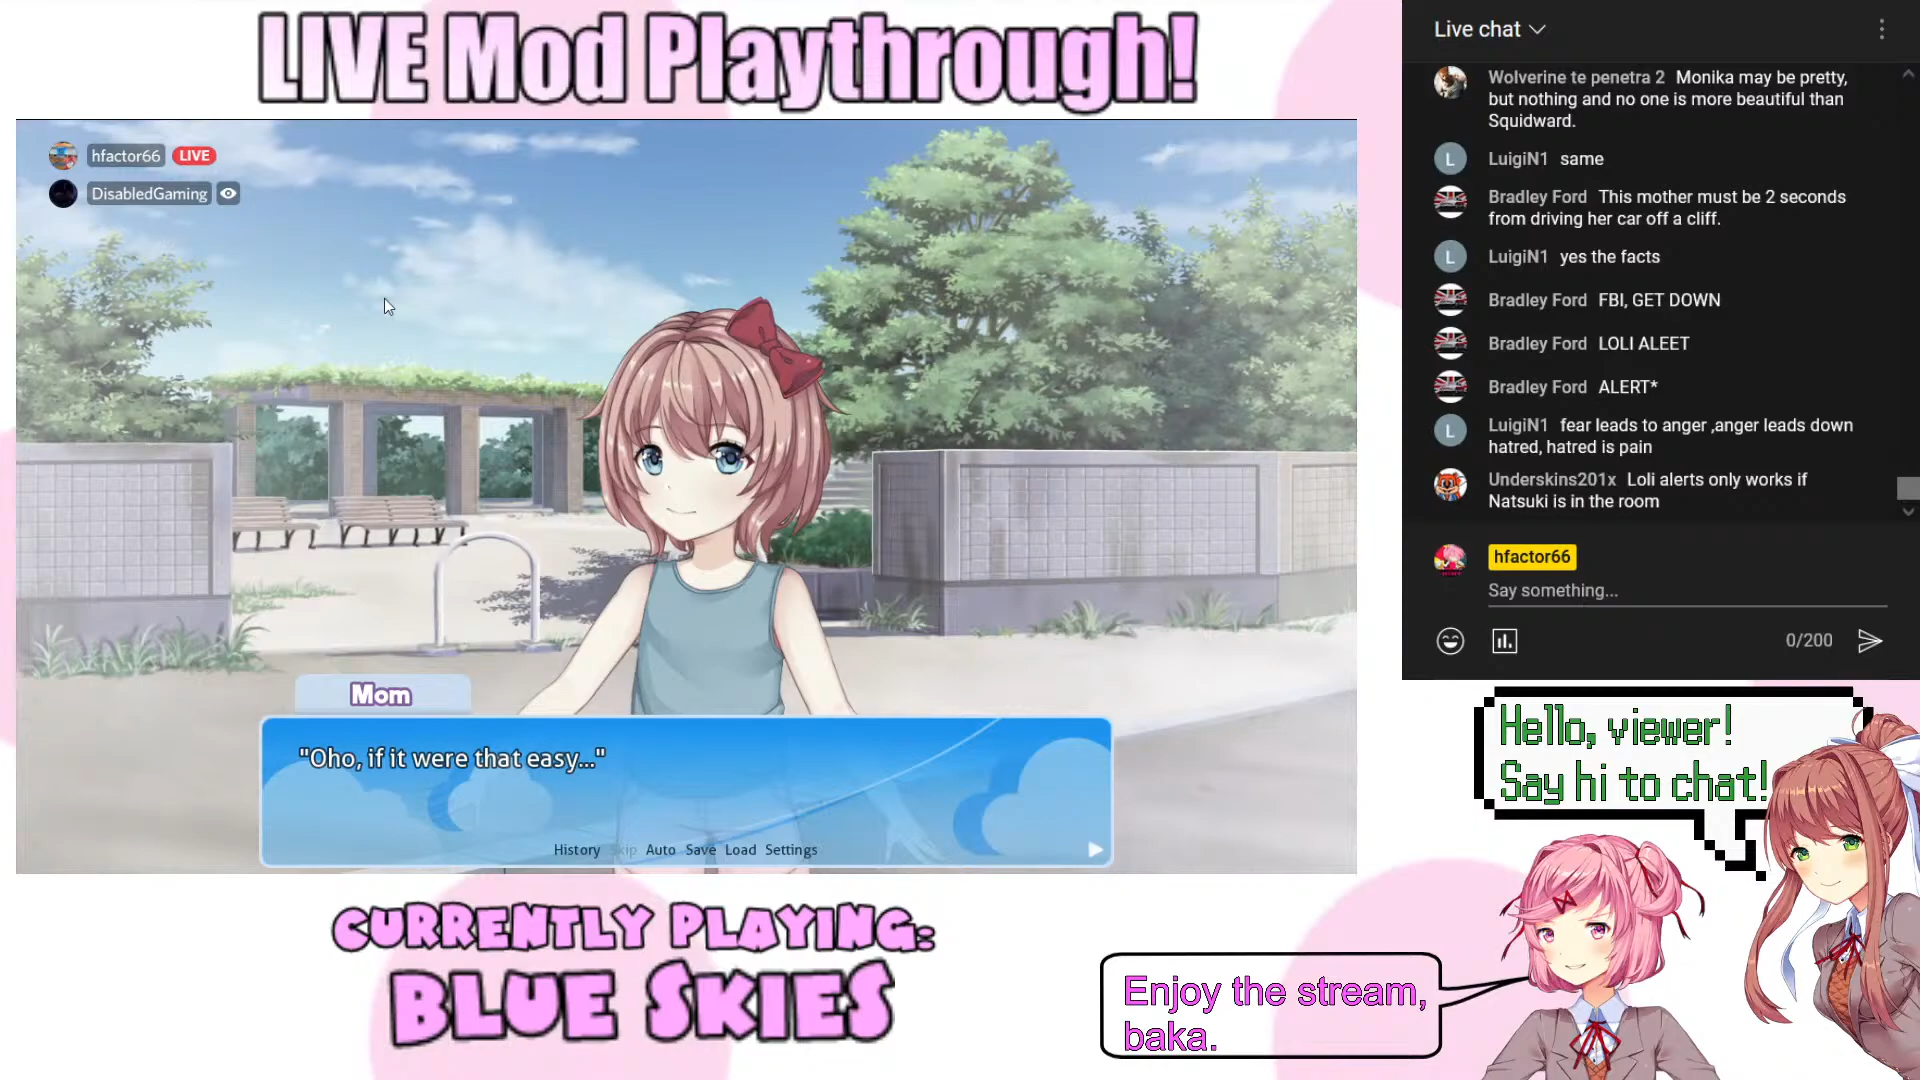 LIVE Mod Playthrough!
hfactor66 LIVE
DisabledGaming
Mom
"Oho, if it were that easy..."
History Skip Auto Save Load Settings
CURRENTLY PLAYING:
BLUE SKIES
Live chat
Wolverine te penetra 2 Monika may be pretty,
but nothing and no one is more beautiful than
Squidward.
L LuigiN1 same
Bradley Ford This mother must be 2 seconds
from driving her car off a cliff.
L LuigiN1 yes the facts
Bradley Ford FBI, GET DOWN
Bradley Ford LOLI ALEET
Bradley Ford ALERT*
L LuigiN1 fear leads to anger ,anger leads down
hatred, hatred is pain
Underskins201x Loli alerts only works if
Natsuki is in the room
hfactor66
Say something...
0/200
Hello, viewer!
Say hi to chat!
Enjoy the stream,
baka.